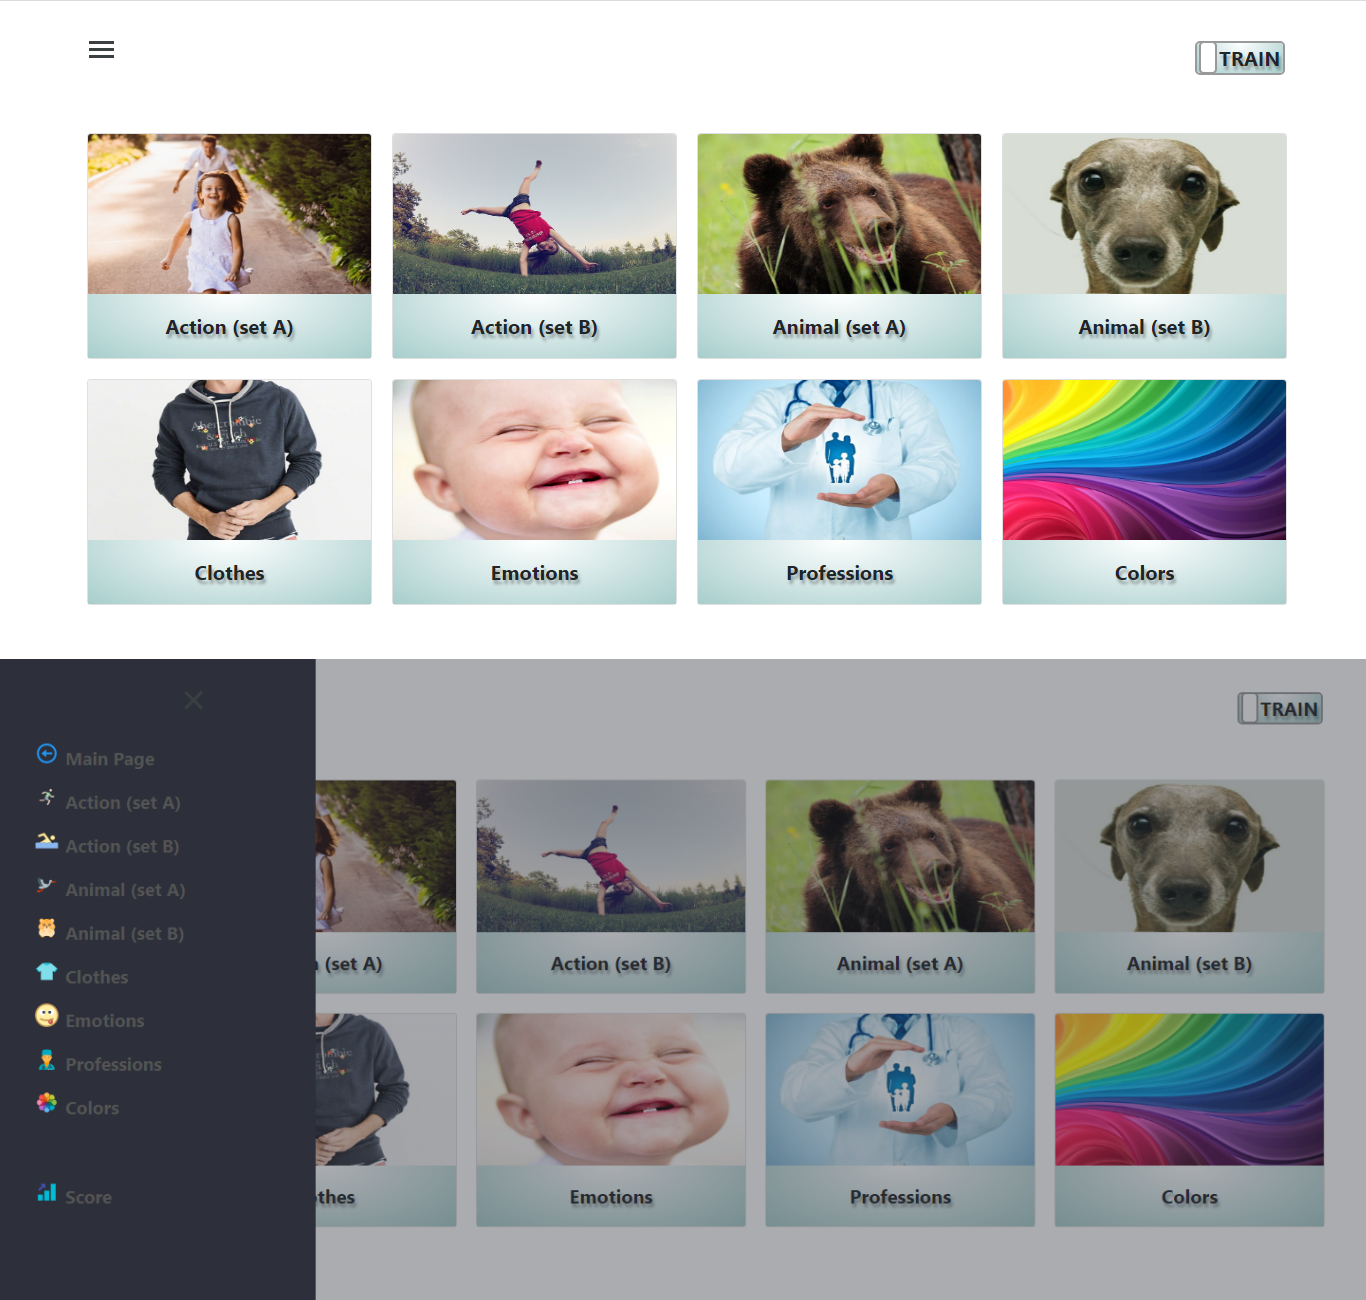 TRAIN
Action (set A)
Action (set B)
Animal (set A)
Animal (set B)
Clothes
Emotions
Professions
Colors
TRAIN
Main Page
Action (set A)
Action (set B)
Animal (set A)
Animal (set B)
Clothes
Emotions
Professions
Colors
Score
(set A)
Action (set B)
Animal (set A)
Animal (set B)
othes
Emotions
Professions
Colors